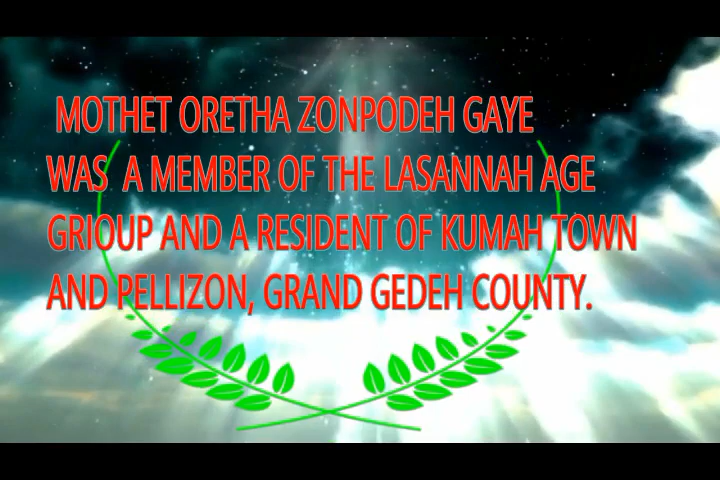 MOTHET ORETHA ZONPODEH GAYE
WAS A MEMBER OF THE LASANNAH AGE
GRIOUP AND A RESIDENT OF KUMAH TOWN
AND PELLIZON, GRAND GEDEH COUNTY.